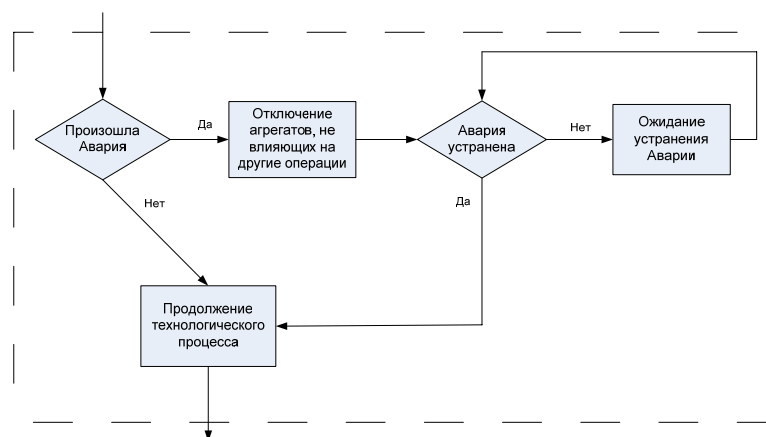 Произошла
Авария
Да
Отключение
агрегатов, не
влияющих на
другие операции
Авария
устранена
Нет
Ожидание
устранения
Аварии
Нет
Да
Продолжение
технологического
процесса